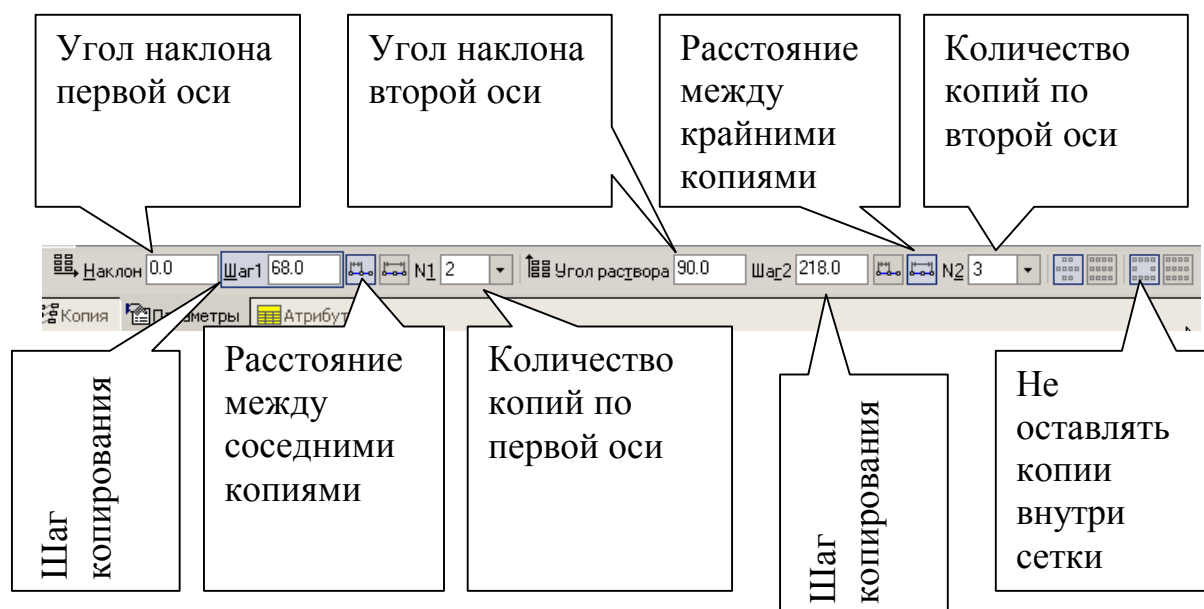 Угол наклона
первой оси
Угол наклона
второй оси
Расстояние
между
крайними
копиями
Количество
копий по
второй оси
Наклон 0.0 Шаг1 68.0 N1 2 Угол раствора 90.0 Шаг2 218.0 N2 3
Копия Параметры Атрибут
Шаг
копирования
Расстояние
между
соседними
копиями
Количество
копий по
первой оси
Шаг
копирования
Не
оставлять
копии
внутри
сетки